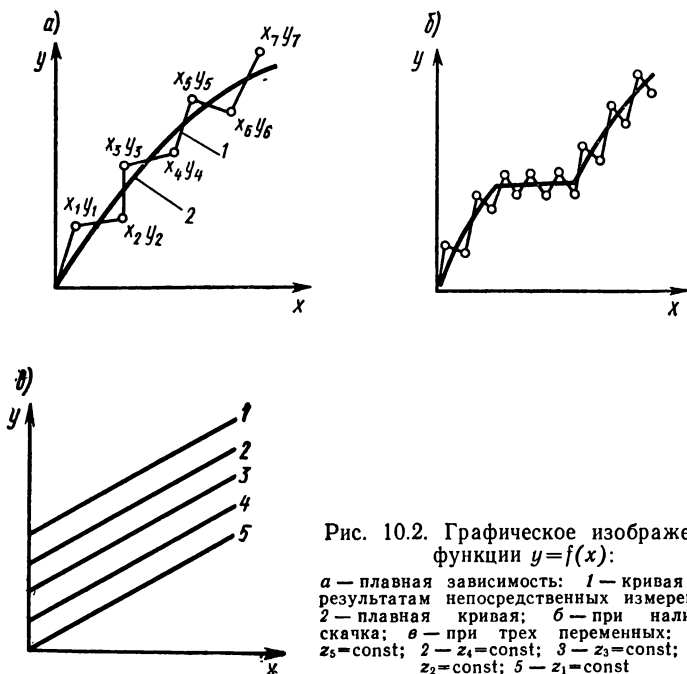 а)
y
x₇y₇
x₅y₅
x₆y₆
x₃y₃
x₄y₄
1
2
x₁y₁
x₂y₂
x
б)
y
x
в)
y
1
2
3
4
5
x
Рис. 10.2. Графическое изображе
функции y=f(x):
а — плавная зависимость: 1 — кривая
результатам непосредственных измерен
2 — плавная кривая; б — при нали
скачка; в — при трех переменных:
z₅=const; 2 — z₄=const; 3 — z₃=const;
z₂=const; 5 — z₁=const